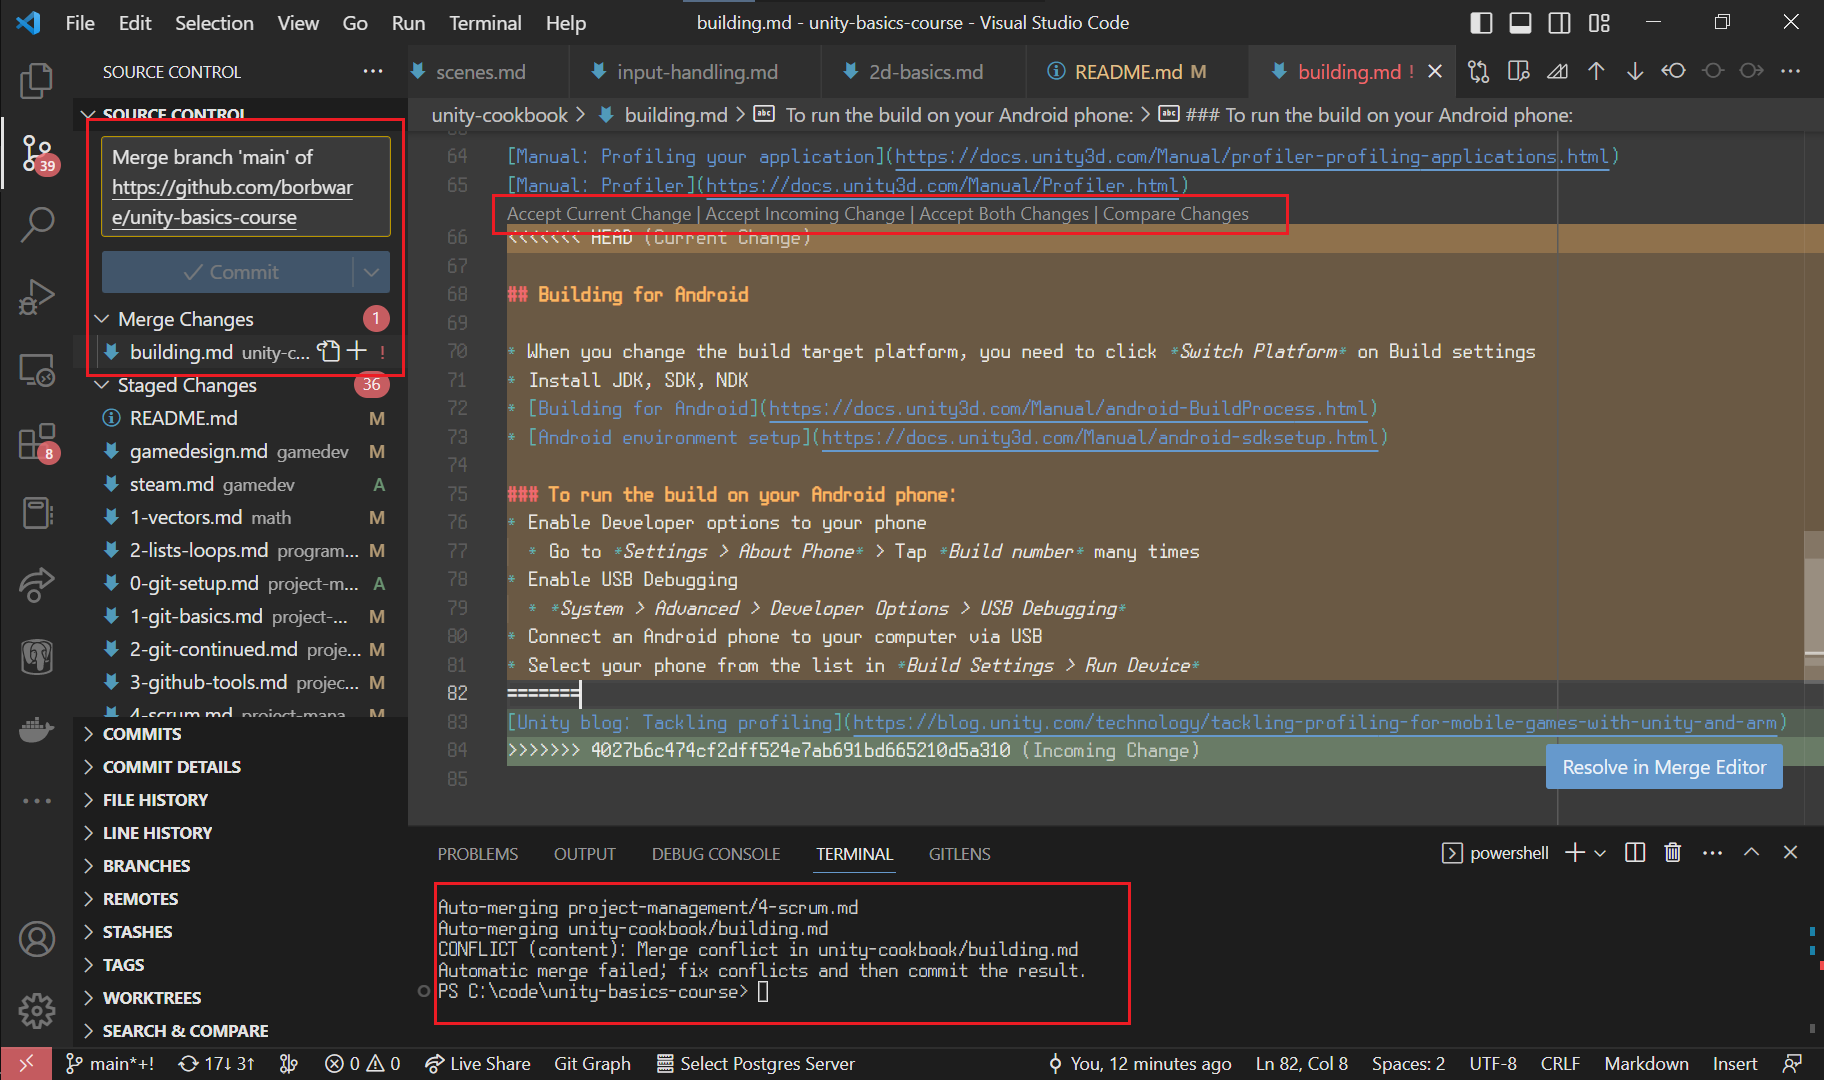 File Edit Selection View Go Run Terminal Help
building.md - unity-basics-course - Visual Studio Code
SOURCE CONTROL
scenes.md
input-handling.md
2d-basics.md
README.md M
building.md !
SOURCE CONTROL
unity-cookbook > building.md > To run the build on your Android phone: > ### To run the build on your Android phone:
39
Merge branch 'main' of
https://github.com/borbwar
e/unity-basics-course
Commit
Merge Changes 1
building.md unity-c... !
Staged Changes 36
README.md M
gamedesign.md gamedev M
steam.md gamedev A
8
1-vectors.md math M
2-lists-loops.md program... M
0-git-setup.md project-m... A
1-git-basics.md project-... M
2-git-continued.md proje... M
3-github-tools.md projec... M
4-scrum.md project-mana M
COMMITS
COMMIT DETAILS
FILE HISTORY
LINE HISTORY
BRANCHES
REMOTES
STASHES
TAGS
WORKTREES
SEARCH & COMPARE
64 [Manual: Profiling your application](https://docs.unity3d.com/Manual/profiler-profiling-applications.html)
65 [Manual: Profiler](https://docs.unity3d.com/Manual/Profiler.html)
Accept Current Change | Accept Incoming Change | Accept Both Changes | Compare Changes
66 <<<<<<< HEAD (Current Change)
67
68 ## Building for Android
69
70 * When you change the build target platform, you need to click *Switch Platform* on Build settings
71 * Install JDK, SDK, NDK
72 * [Building for Android](https://docs.unity3d.com/Manual/android-BuildProcess.html)
73 * [Android environment setup](https://docs.unity3d.com/Manual/android-sdksetup.html)
74
75 ### To run the build on your Android phone:
76 * Enable Developer options to your phone
77 * Go to *Settings > About Phone* > Tap *Build number* many times
78 * Enable USB Debugging
79 * *System > Advanced > Developer Options > USB Debugging*
80 * Connect an Android phone to your computer via USB
81 * Select your phone from the list in *Build Settings > Run Device*
82 =======
83 [Unity blog: Tackling profiling](https://blog.unity.com/technology/tackling-profiling-for-mobile-games-with-unity-and-arm)
84 >>>>>>> 4027b6c474cf2dff524e7ab691bd665210d5a310 (Incoming Change)
85
Resolve in Merge Editor
PROBLEMS OUTPUT DEBUG CONSOLE TERMINAL GITLENS
powershell
Auto-merging project-management/4-scrum.md
Auto-merging unity-cookbook/building.md
CONFLICT (content): Merge conflict in unity-cookbook/building.md
Automatic merge failed; fix conflicts and then commit the result.
PS C:\code\unity-basics-course>
main*+! 17↓ 3↑ 0 0 Live Share Git Graph Select Postgres Server
You, 12 minutes ago Ln 82, Col 8 Spaces: 2 UTF-8 CRLF Markdown Insert